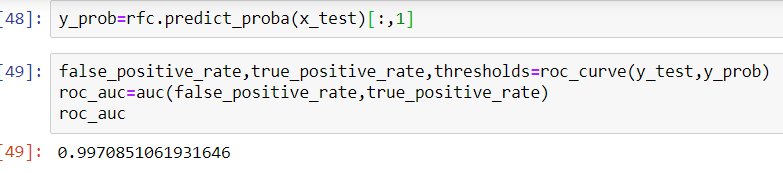 [48]: y_prob=rfc.predict_proba(x_test)[:,1]
[49]: false_positive_rate,true_positive_rate,thresholds=roc_curve(y_test,y_prob)
roc_auc=auc(false_positive_rate,true_positive_rate)
roc_auc
[49]: 0.9970851061931646